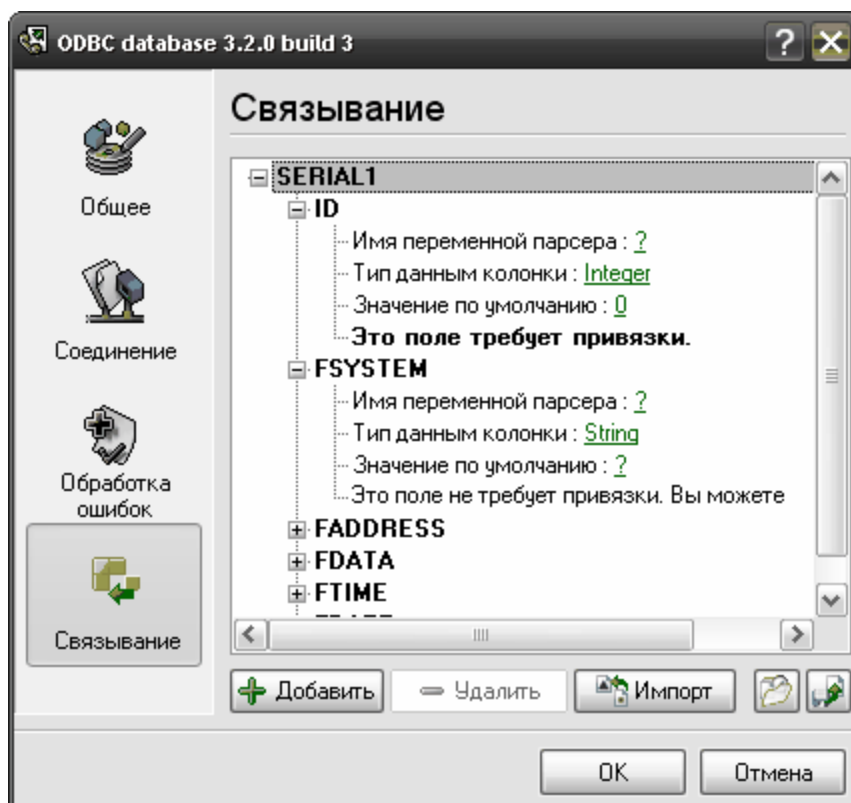 ODBC database 3.2.0 build 3
Связывание
Общее
Соединение
Обработка
ошибок
Связывание
SERIAL1
ID
Имя переменной парсера : ?
Тип данным колонки : Integer
Значение по умолчанию : 0
Это поле требует привязки.
FSYSTEM
Имя переменной парсера : ?
Тип данным колонки : String
Значение по умолчанию : ?
Это поле не требует привязки. Вы можете
FADDRESS
FDATA
FTIME
Добавить
Удалить
Импорт
OK
Отмена